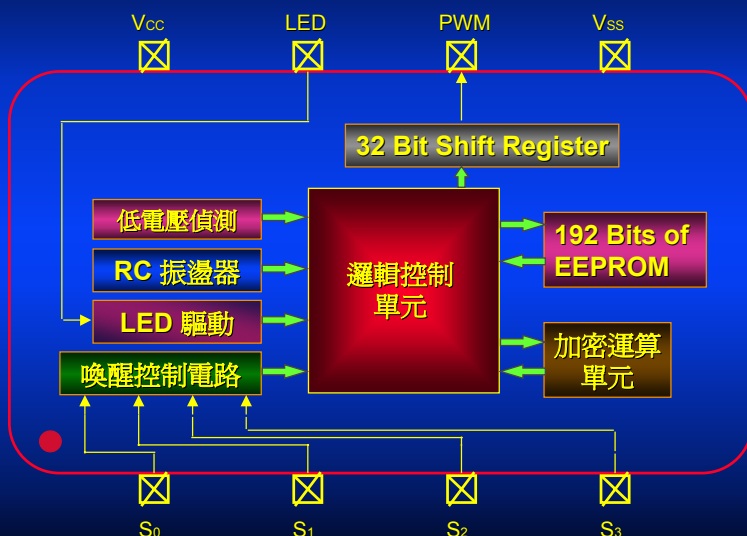 Vcc
LED
PWM
Vss
32 Bit Shift Register
低電壓偵測
RC 振盪器
LED 驅動
喚醒控制電路
邏輯控制
單元
192 Bits of
EEPROM
加密運算
單元
S0
S1
S2
S3